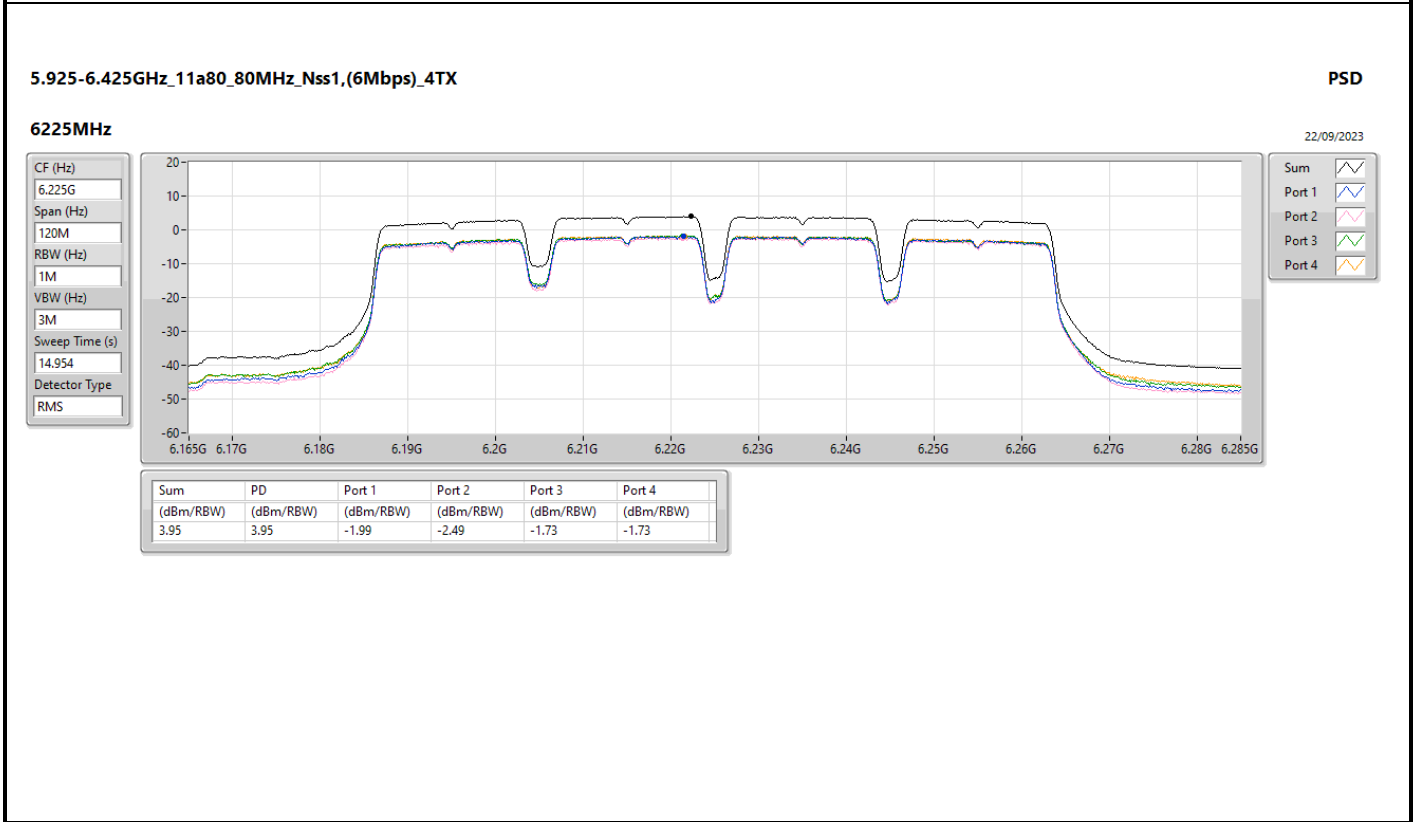 5.925-6.425GHz_11a80_80MHz_Nss1,(6Mbps)_4TX PSD
6225MHz
22/09/2023
CF (Hz)
6.225G
Span (Hz)
120M
RBW (Hz)
1M
VBW (Hz)
3M
Sweep Time (s)
14.954
Detector Type
RMS
20
10
0
-10
-20
-30
-40
-50
-60
6.165G 6.17G 6.18G 6.19G 6.2G 6.21G 6.22G 6.23G 6.24G 6.25G 6.26G 6.27G 6.28G 6.285G
Sum
Port 1
Port 2
Port 3
Port 4
Sum PD Port 1 Port 2 Port 3 Port 4
(dBm/RBW) (dBm/RBW) (dBm/RBW) (dBm/RBW) (dBm/RBW) (dBm/RBW)
3.95 3.95 -1.99 -2.49 -1.73 -1.73